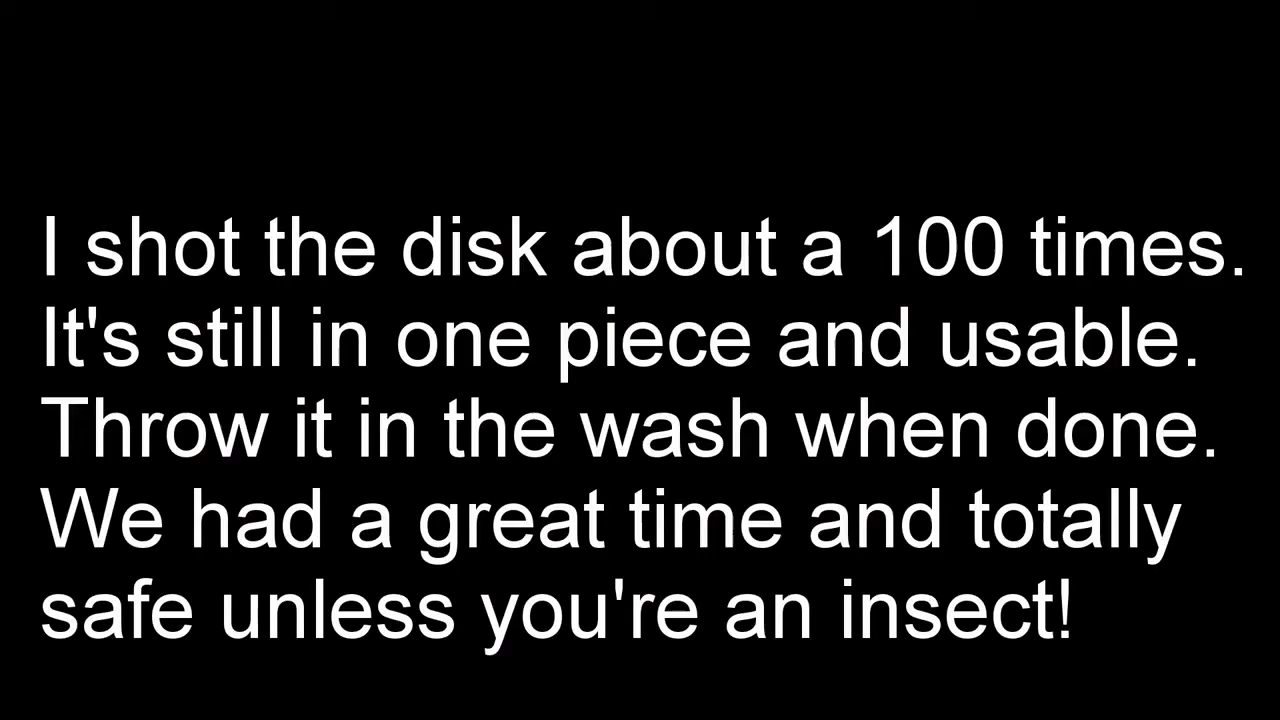 I shot the disk about a 100 times.
It's still in one piece and usable.
Throw it in the wash when done.
We had a great time and totally
safe unless you're an insect!